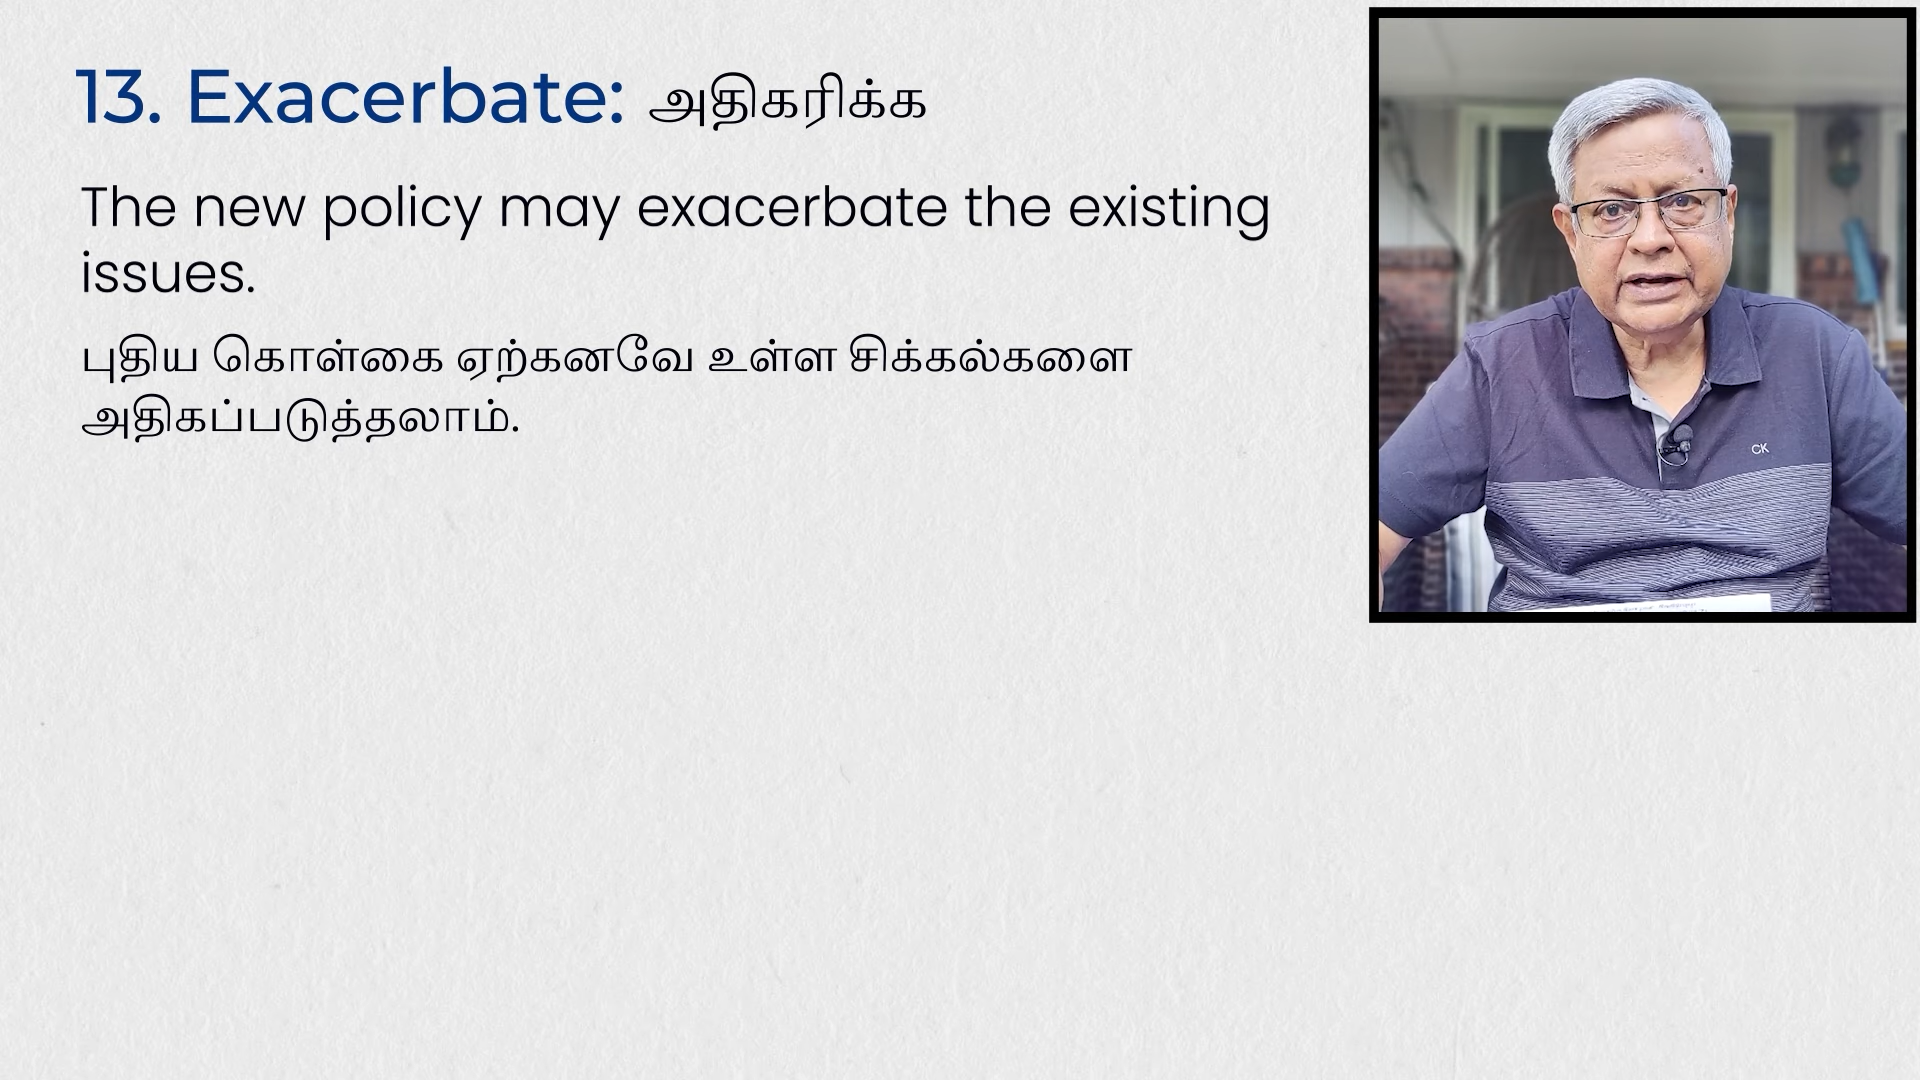 13. Exacerbate: அதிகரிக்க
The new policy may exacerbate the existing
issues.
புதிய கொள்கை ஏற்கனவே உள்ள சிக்கல்களை
அதிகப்படுத்தலாம்.
CK